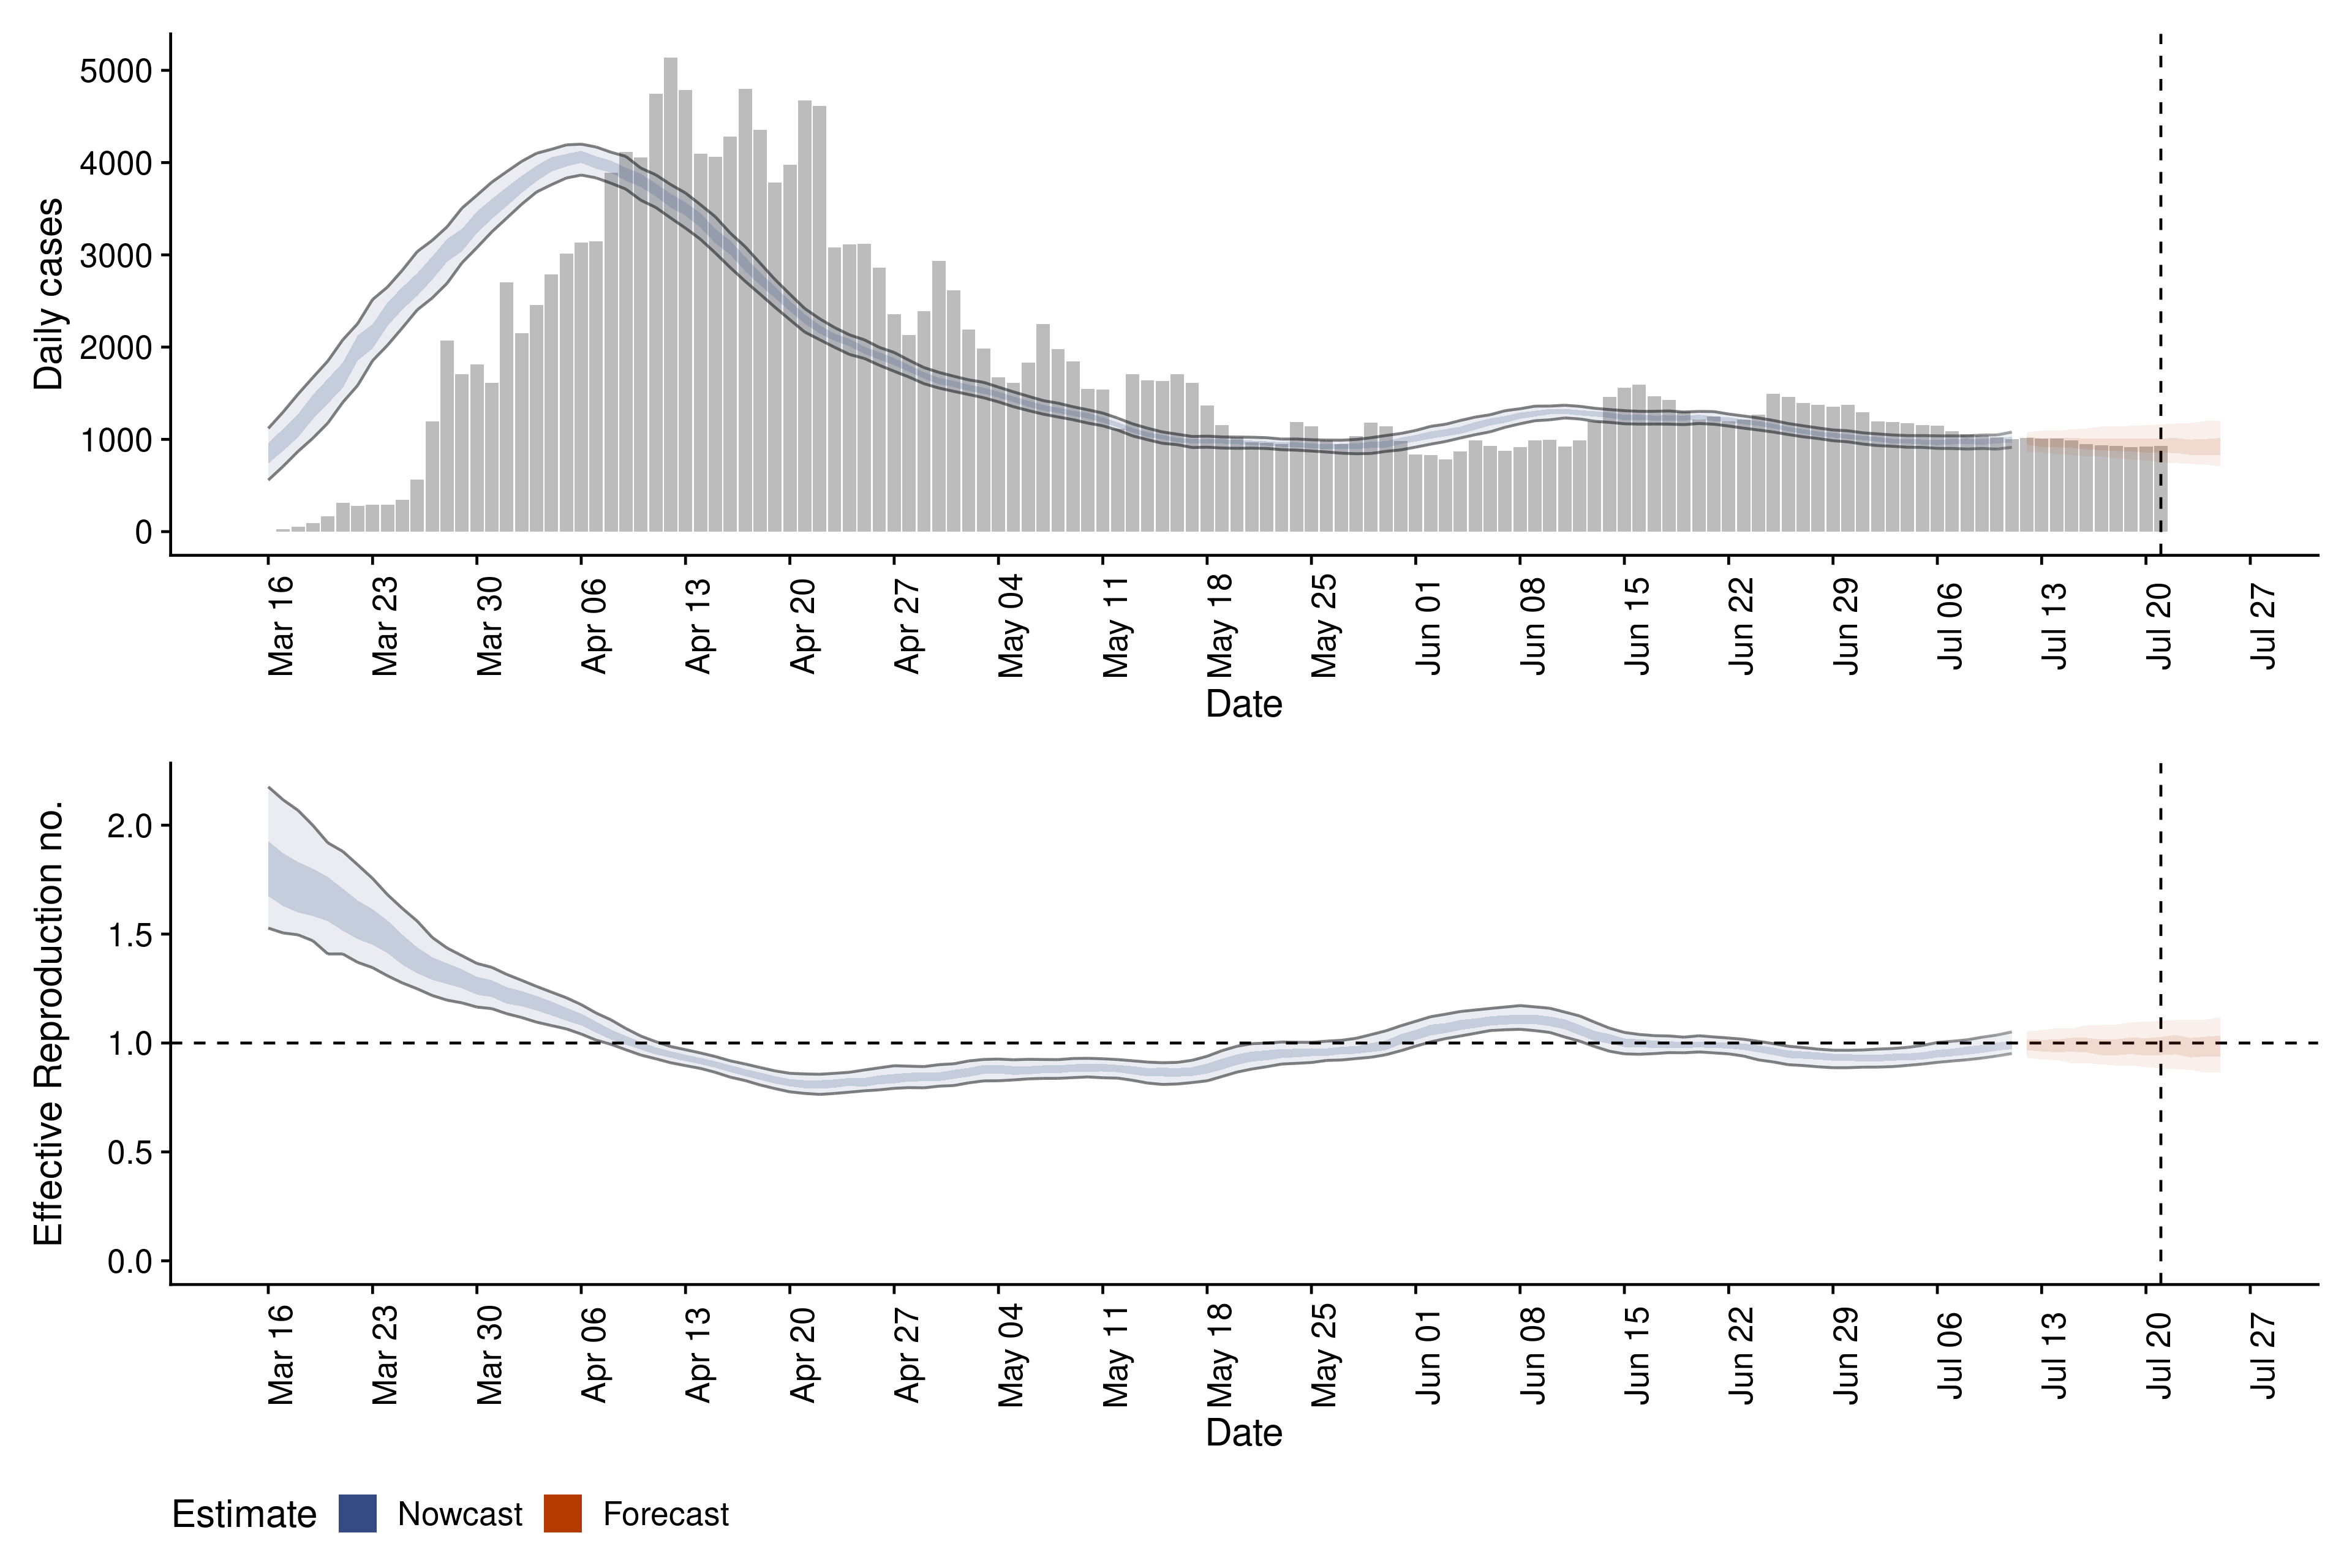 Daily cases
5000
4000
3000
2000
1000
0
Mar 16
Mar 23
Mar 30
Apr 06
Apr 13
Apr 20
Apr 27
May 04
May 11
May 18
May 25
Jun 01
Jun 08
Jun 15
Jun 22
Jun 29
Jul 06
Jul 13
Jul 20
Jul 27
Date
Effective Reproduction no.
2.0
1.5
1.0
0.5
0.0
Mar 16
Mar 23
Mar 30
Apr 06
Apr 13
Apr 20
Apr 27
May 04
May 11
May 18
May 25
Jun 01
Jun 08
Jun 15
Jun 22
Jun 29
Jul 06
Jul 13
Jul 20
Jul 27
Date
Estimate Nowcast Forecast